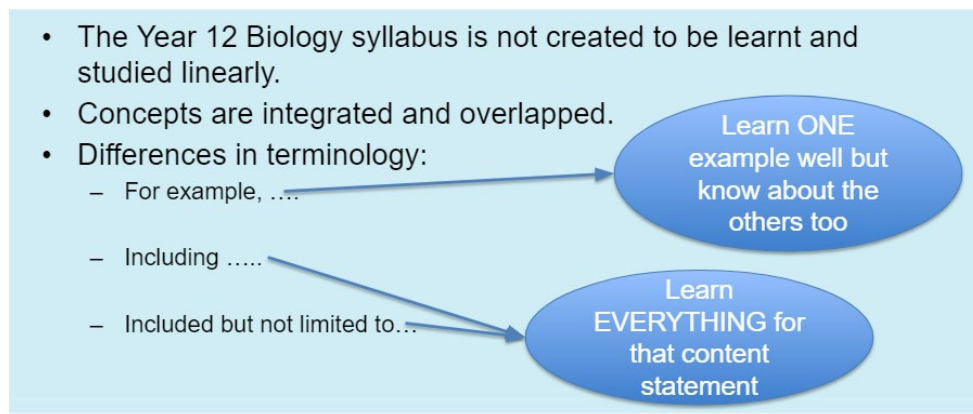 • The Year 12 Biology syllabus is not created to be learnt and
studied linearly.
• Concepts are integrated and overlapped.
• Differences in terminology:
– For example, ….
– Including …..
– Included but not limited to…
Learn ONE
example well but
know about the
others too
Learn
EVERYTHING for
that content
statement